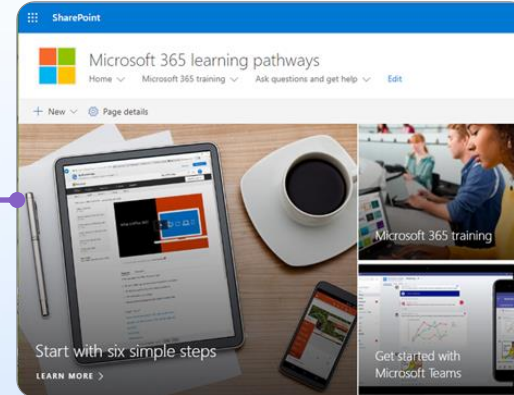 SharePoint
Microsoft 365 learning pathways
Home Microsoft 365 training Ask questions and get help Edit
+ New Page details
Microsoft 365 training
Start with six simple steps
LEARN MORE >
Get started with
Microsoft Teams